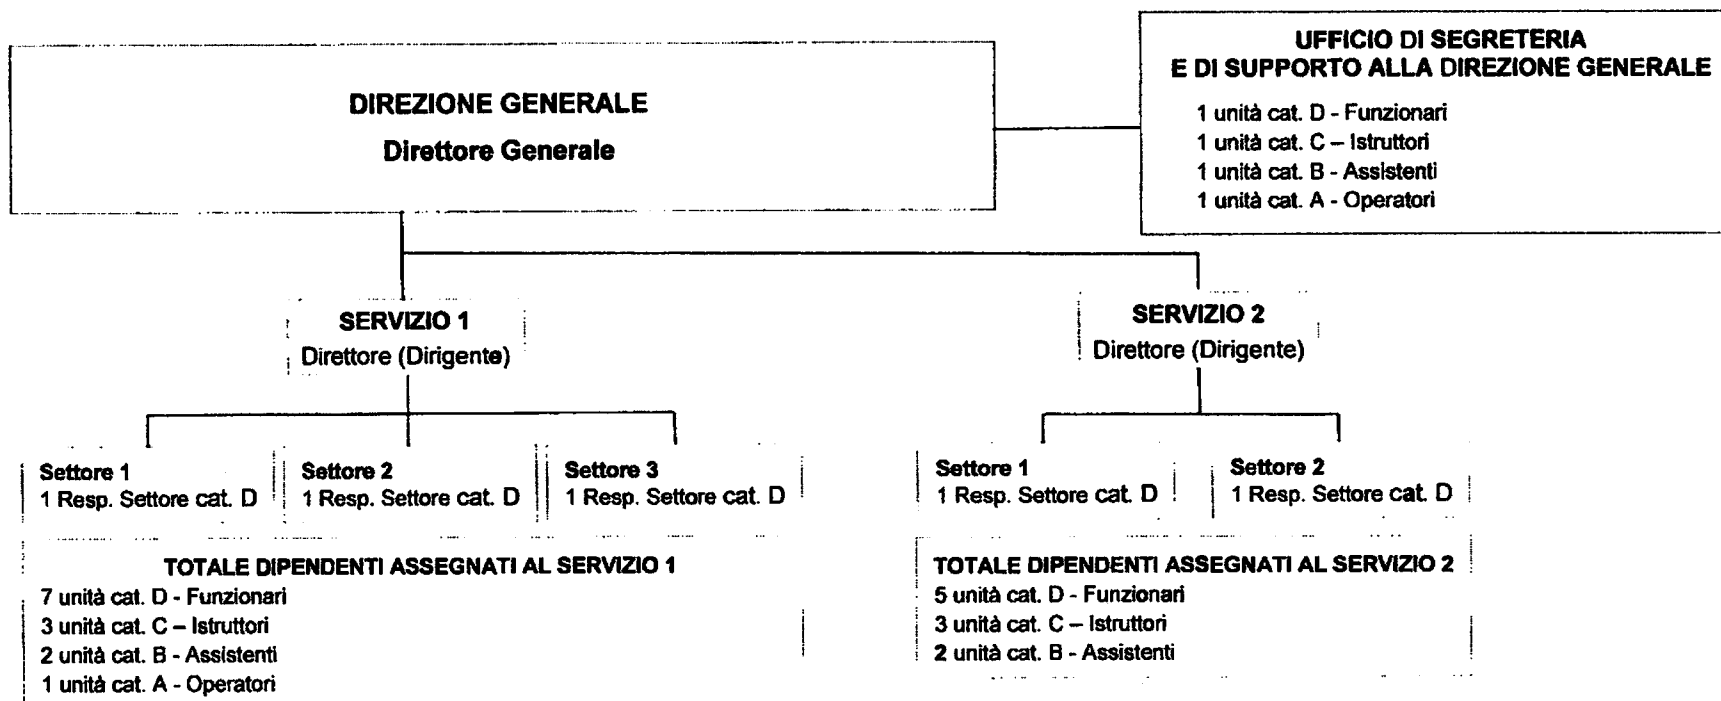 DIREZIONE GENERALE
Direttore Generale
UFFICIO DI SEGRETERIA
E DI SUPPORTO ALLA DIREZIONE GENERALE
1 unità cat. D - Funzionari
1 unità cat. C – Istruttori
1 unità cat. B - Assistenti
1 unità cat. A - Operatori
SERVIZIO 1
Direttore (Dirigente)
SERVIZIO 2
Direttore (Dirigente)
Settore 1
1 Resp. Settore cat. D
Settore 2
1 Resp. Settore cat. D
Settore 3
1 Resp. Settore cat. D
Settore 1
1 Resp. Settore cat. D
Settore 2
1 Resp. Settore cat. D
TOTALE DIPENDENTI ASSEGNATI AL SERVIZIO 1
7 unità cat. D - Funzionari
3 unità cat. C – Istruttori
2 unità cat. B - Assistenti
1 unità cat. A - Operatori
TOTALE DIPENDENTI ASSEGNATI AL SERVIZIO 2
5 unità cat. D - Funzionari
3 unità cat. C – Istruttori
2 unità cat. B - Assistenti